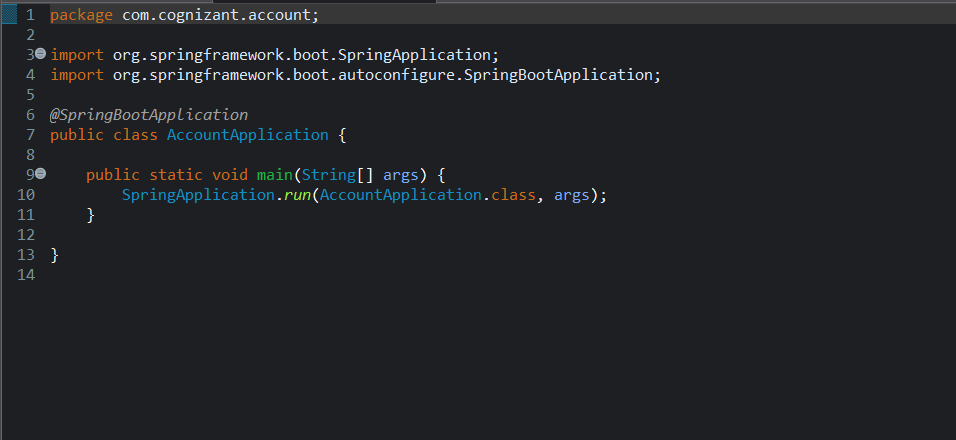 1 package com.cognizant.account;
2
3 import org.springframework.boot.SpringApplication;
4 import org.springframework.boot.autoconfigure.SpringBootApplication;
5
6 @SpringBootApplication
7 public class AccountApplication {
8
9     public static void main(String[] args) {
10         SpringApplication.run(AccountApplication.class, args);
11     }
12
13 }
14